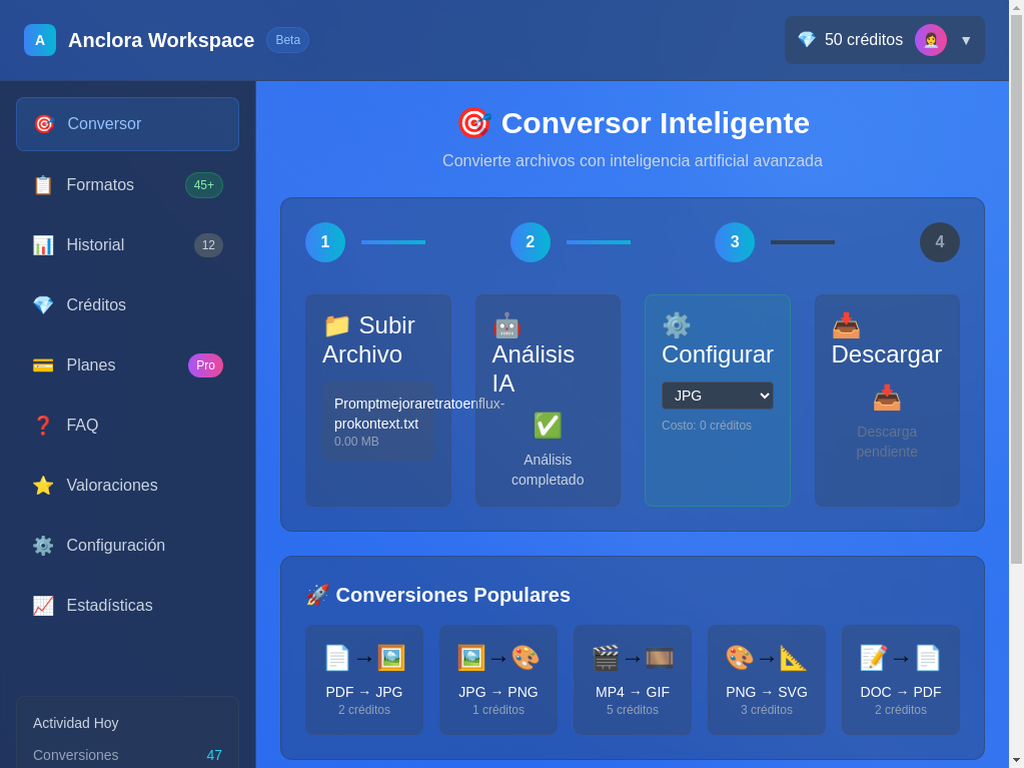 A Anclora Workspace Beta
50 créditos ▼
Conversor
Formatos 45+
Historial 12
Créditos
Planes Pro
FAQ
Valoraciones
Configuración
Estadísticas
Actividad Hoy
Conversiones 47
Conversor Inteligente
Convierte archivos con inteligencia artificial avanzada
1 2 3 4
Subir
Archivo
Promptmejoraretratoenflux-
prokontext.txt
0.00 MB
Análisis
IA
Análisis
completado
Configurar
JPG
Costo: 0 créditos
Descargar
Descarga
pendiente
Conversiones Populares
PDF → JPG
2 créditos
JPG → PNG
1 créditos
MP4 → GIF
5 créditos
PNG → SVG
3 créditos
DOC → PDF
2 créditos